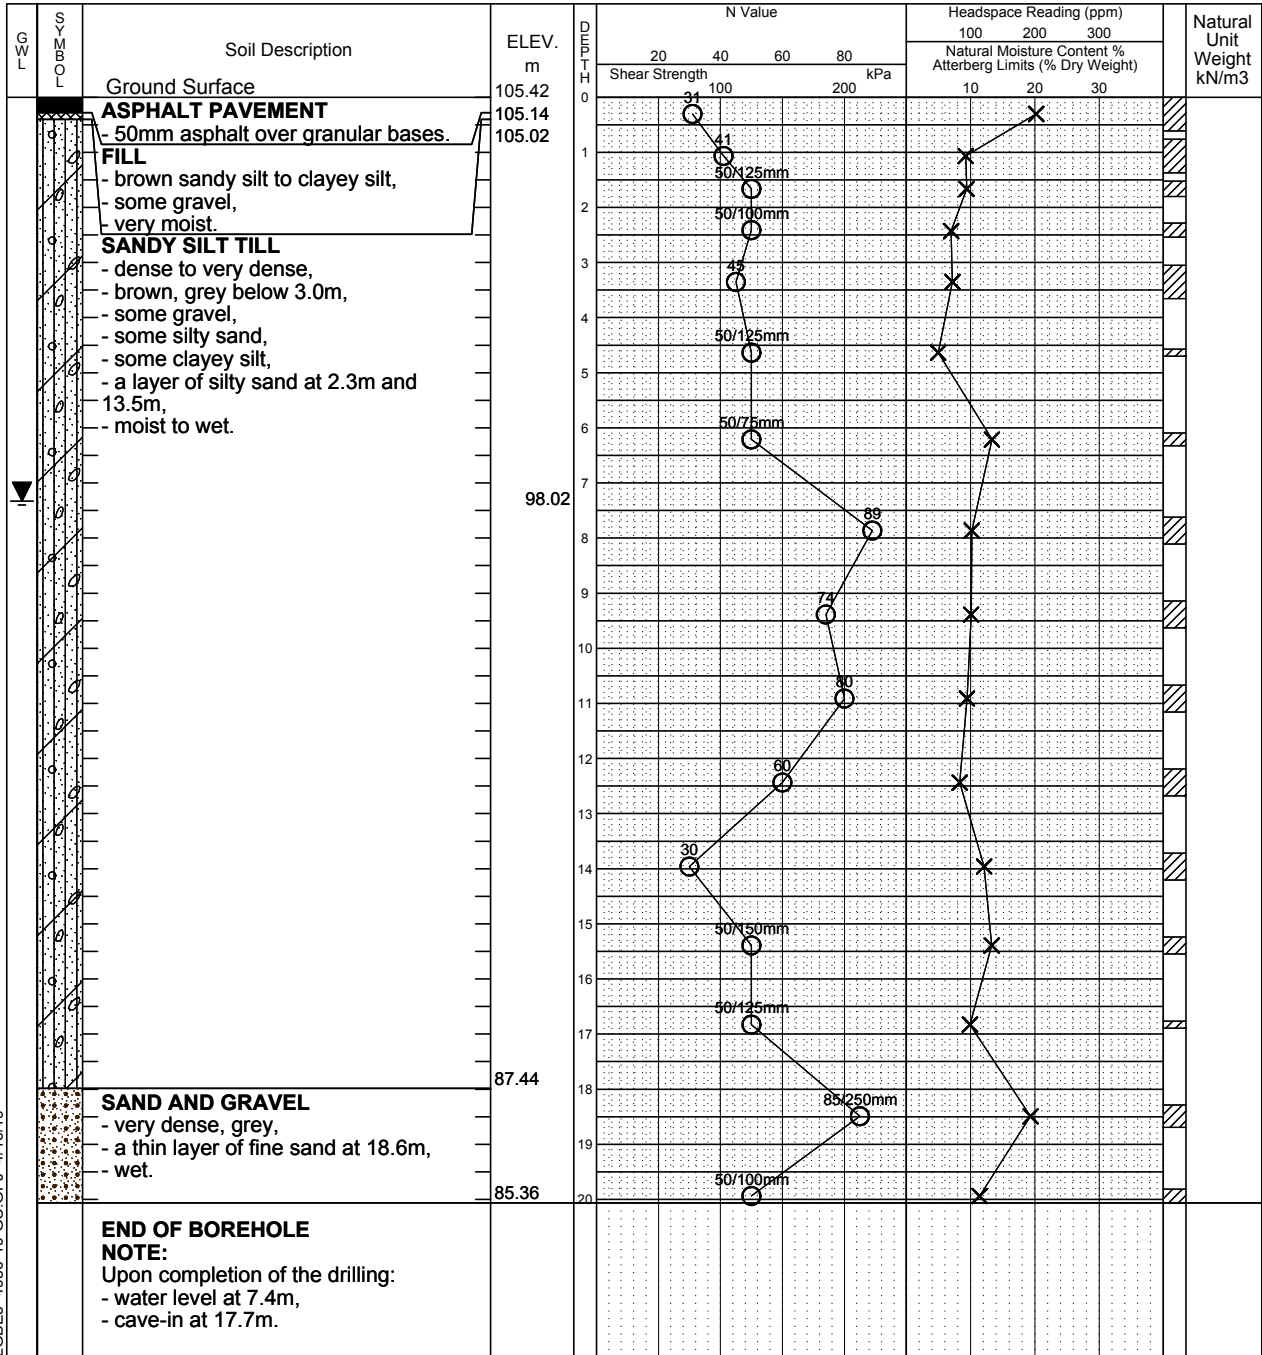 GWL
SYMBOL
Soil Description
Ground Surface
ELEV.
m
105.42
DEPTH
N Value
20 40 60 80
Shear Strength kPa
100 200
Headspace Reading (ppm)
100 200 300
Natural Moisture Content %
Atterberg Limits (% Dry Weight)
10 20 30
Natural
Unit
Weight
kN/m3
ASPHALT PAVEMENT
- 50mm asphalt over granular bases.
105.14
105.02
FILL
- brown sandy silt to clayey silt,
- some gravel,
- very moist.
SANDY SILT TILL
- dense to very dense,
- brown, grey below 3.0m,
- some gravel,
- some silty sand,
- some clayey silt,
- a layer of silty sand at 2.3m and
13.5m,
- moist to wet.
98.02
87.44
SAND AND GRAVEL
- very dense, grey,
- a thin layer of fine sand at 18.6m,
- wet.
85.36
END OF BOREHOLE
NOTE:
Upon completion of the drilling:
- water level at 7.4m,
- cave-in at 17.7m.
0
1
2
3
4
5
6
7
8
9
10
11
12
13
14
15
16
17
18
19
20
31
41
50/125mm
50/100mm
45
50/125mm
50/75mm
89
74
80
60
30
50/150mm
50/125mm
85/250mm
50/100mm